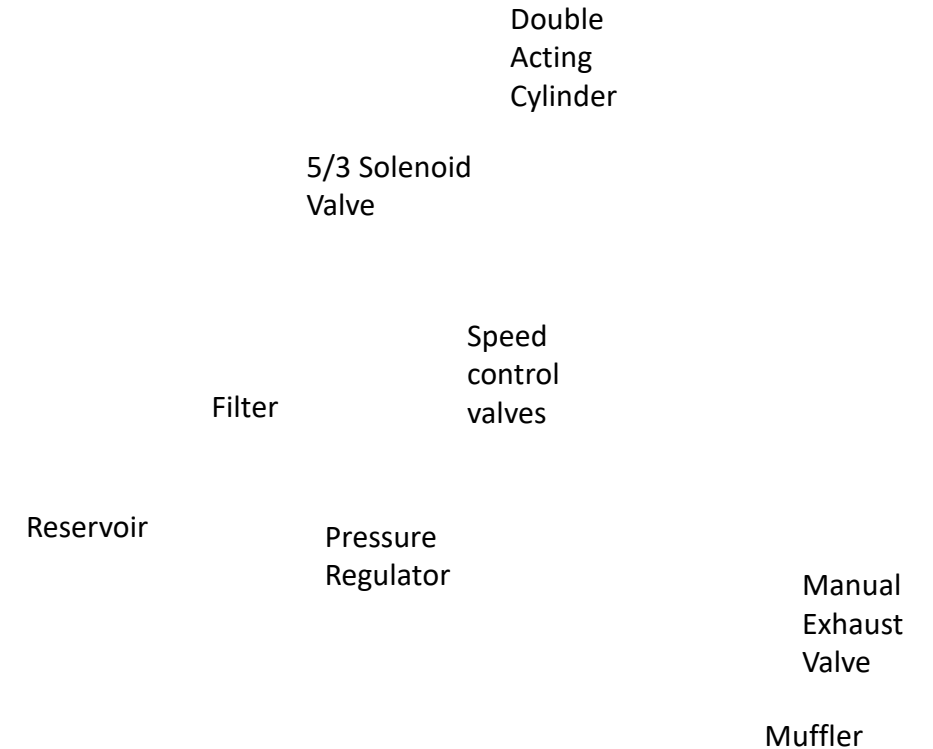 Double
Acting
Cylinder
5/3 Solenoid
Valve
Speed
control
valves
Filter
Reservoir
Pressure
Regulator
Manual
Exhaust
Valve
Muffler